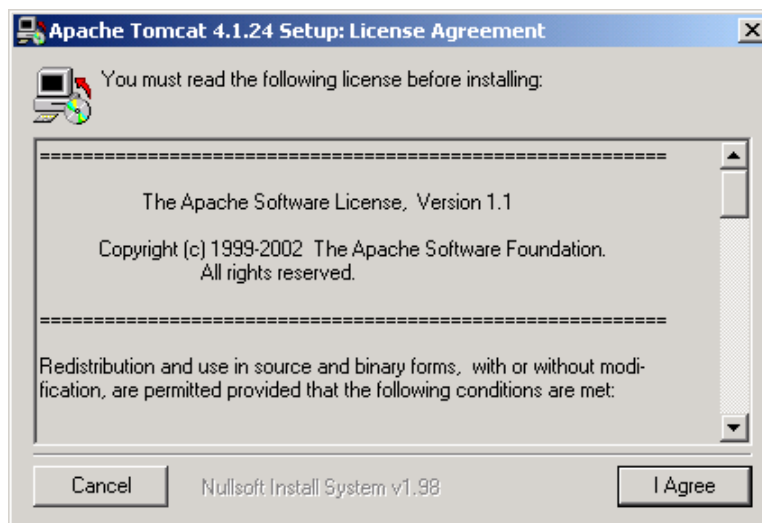 Apache Tomcat 4.1.24 Setup: License Agreement
You must read the following license before installing:
====================================================================
The Apache Software License, Version 1.1
Copyright (c) 1999-2002 The Apache Software Foundation.
All rights reserved.
====================================================================
Redistribution and use in source and binary forms, with or without modi-
fication, are permitted provided that the following conditions are met:
Cancel Nullsoft Install System v1.98 I Agree